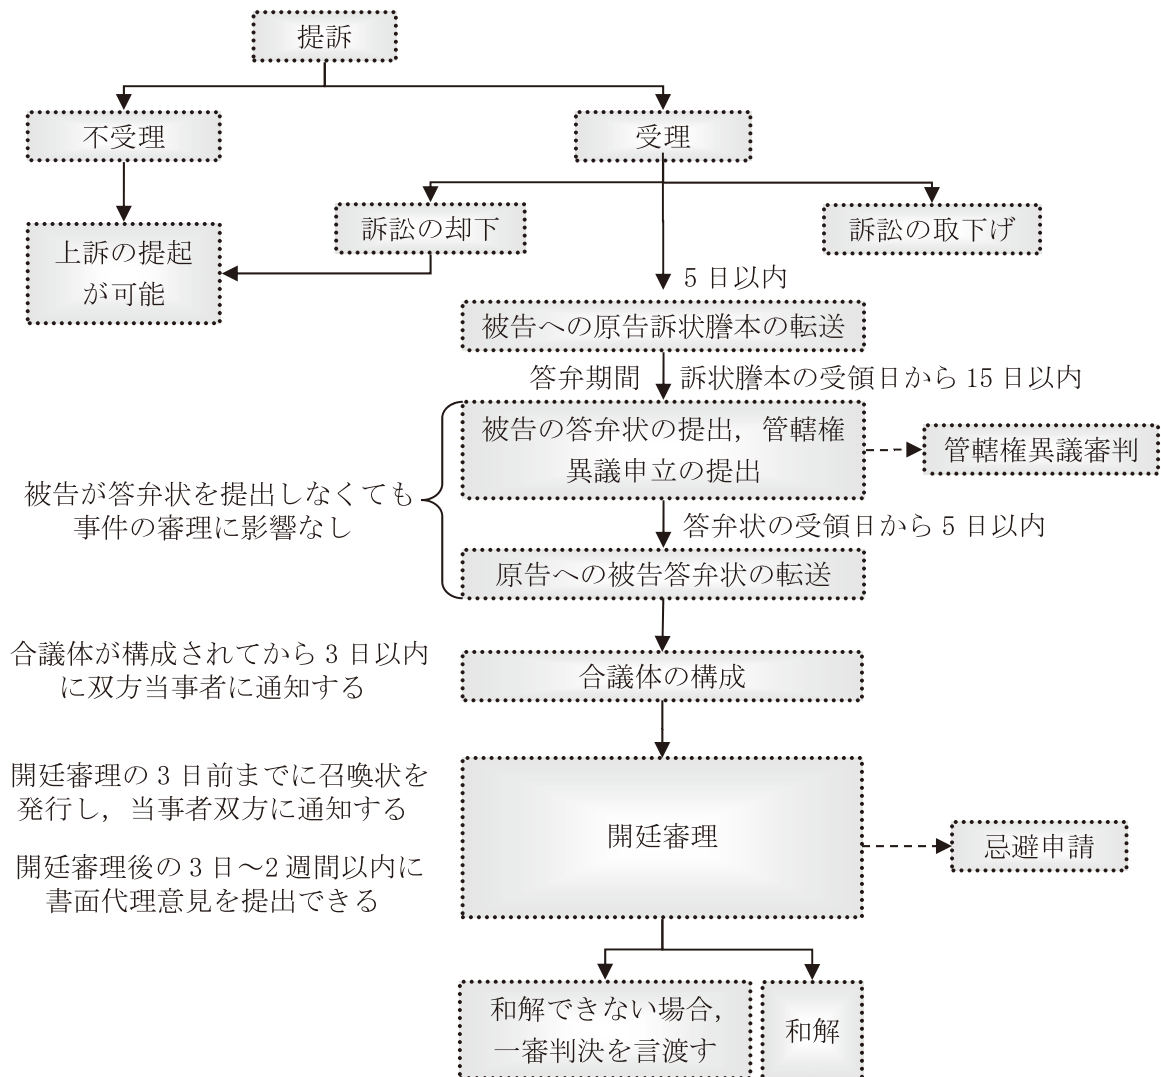 提訴
不受理
受理
訴訟の却下
訴訟の取下げ
上訴の提起
が可能
5 日以内
被告への原告訴状謄本の転送
答弁期間
訴状謄本の受領日から 15 日以内
被告の答弁状の提出，管轄権
異議申立の提出
管轄権異議審判
被告が答弁状を提出しなくても
事件の審理に影響なし
答弁状の受領日から 5 日以内
原告への被告答弁状の転送
合議体が構成されてから 3 日以内
に双方当事者に通知する
合議体の構成
開廷審理の 3 日前までに召喚状を
発行し，当事者双方に通知する
開廷審理
開廷審理後の 3 日～2 週間以内に
書面代理意見を提出できる
忌避申請
和解できない場合，
一審判決を言渡す
和解